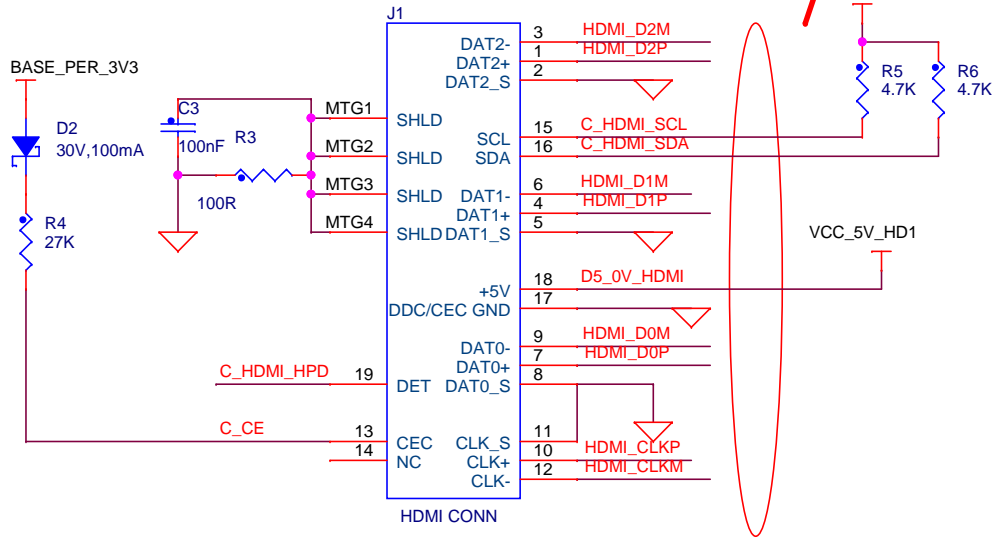 J1
BASE_PER_3V3
D2
30V,100mA
R4
27K
C3
100nF
R3
100R
MTG1
MTG2
MTG3
MTG4
SHLD
SHLD
SHLD
SHLD
C_HDMI_HPD
19
DET
C_CE
13
CEC
14
NC
DAT2-
3
HDMI_D2M
DAT2+
1
HDMI_D2P
DAT2_S
2
SCL
15
C_HDMI_SCL
SDA
16
C_HDMI_SDA
DAT1-
6
HDMI_D1M
DAT1+
4
HDMI_D1P
DAT1_S
5
+5V
18
D5_0V_HDMI
DDC/CEC GND
17
DAT0-
9
HDMI_D0M
DAT0+
7
HDMI_D0P
DAT0_S
8
CLK_S
11
CLK+
10
HDMI_CLKP
CLK-
12
HDMI_CLKM
HDMI CONN
R5
4.7K
R6
4.7K
VCC_5V_HD1